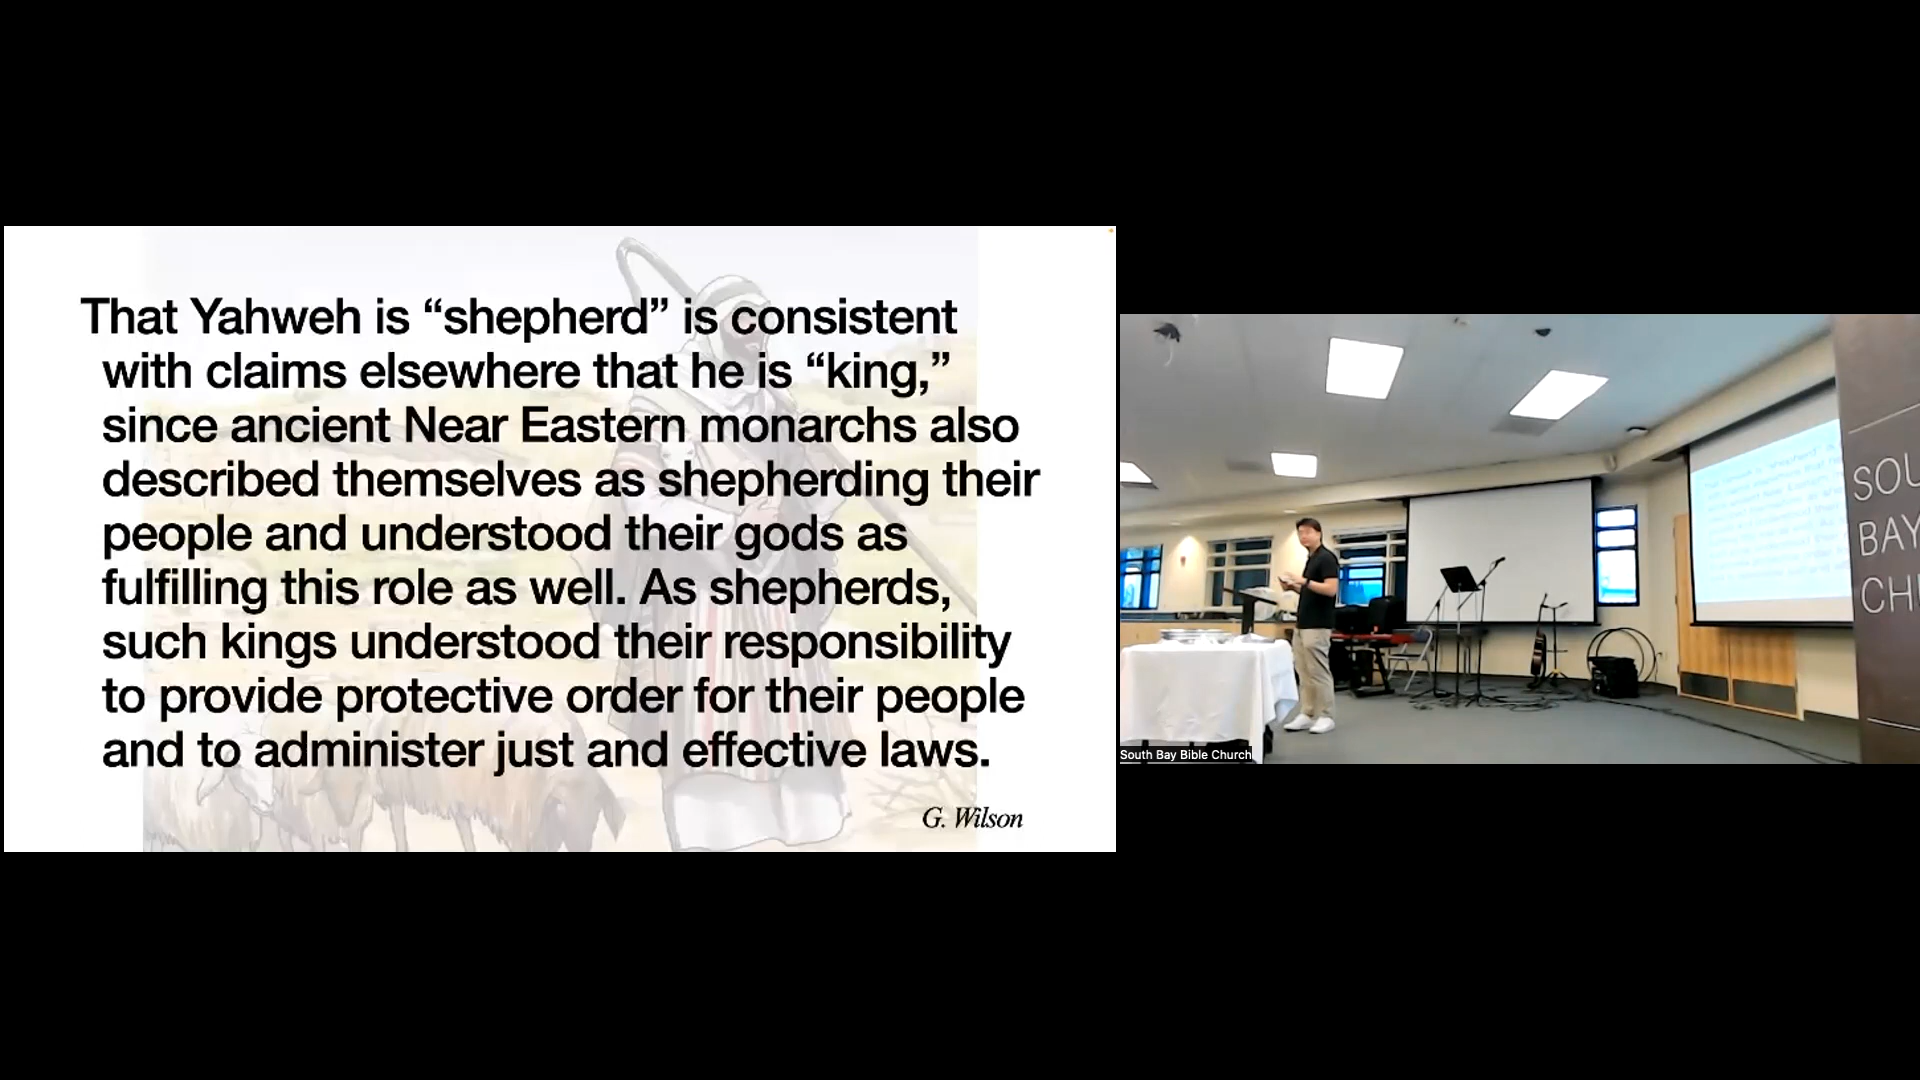 That Yahweh is “shepherd” is consistent
with claims elsewhere that he is “king,”
since ancient Near Eastern monarchs also
described themselves as shepherding their
people and understood their gods as
fulfilling this role as well. As shepherds,
such kings understood their responsibility
to provide protective order for their people
and to administer just and effective laws.
G. Wilson
South Bay Bible Church
SOU
BAY
CH